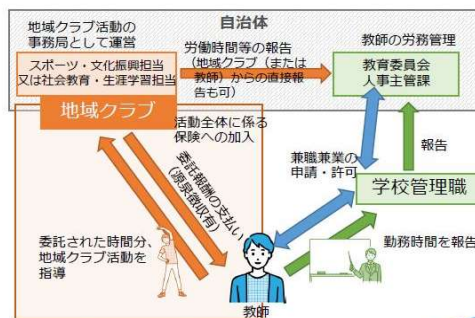 自治体
地域クラブ活動の
事務局として運営
スポーツ・文化振興担当
又は社会教育・生涯学習担当
地域クラブ
労働時間等の報告
(地域クラブ(または
教師)からの直接報
告も可)
教師の労務管理
教育委員会
人事主管課
活動全体に係る
保険への加入
委託報酬の支払い
(源泉徴収有)
兼職兼業の
申請・許可
報告
学校管理職
委託された時間分、
地域クラブ活動を
指導
勤務時間を報告
教師